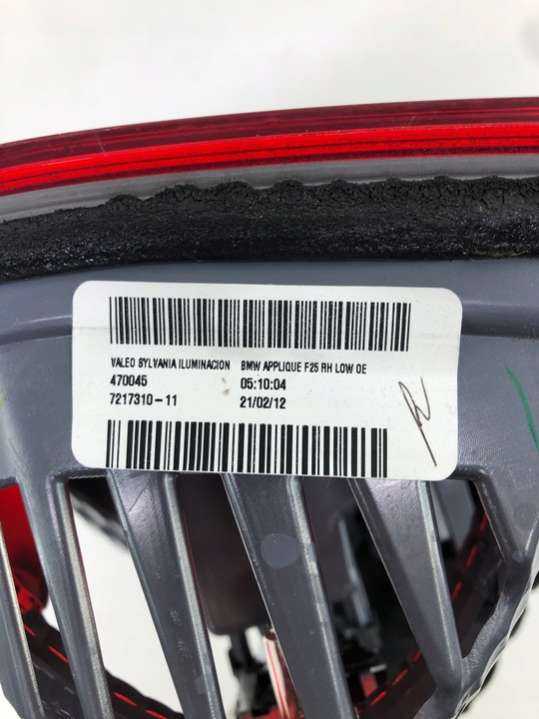 VALEO SYLVANIA ILUMINACION BMW APPLIQUE F25 RH LOW OE
470045 05:10:04
7217310-11 21/02/12